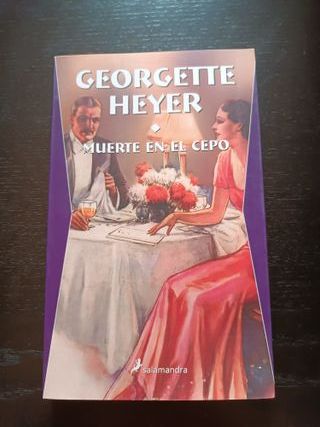 GEORGETTE
HEYER
MUERTE EN EL CEPO
salamandra